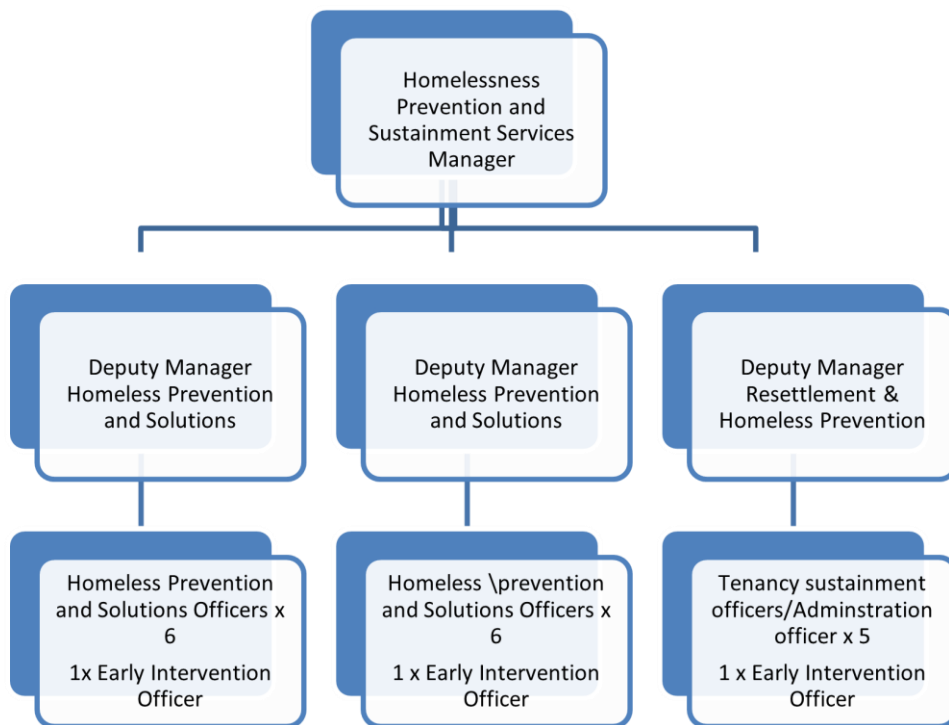 Homelessness
Prevention and
Sustainment Services
Manager
Deputy Manager
Homeless Prevention
and Solutions
Deputy Manager
Homeless Prevention
and Solutions
Deputy Manager
Resettlement &
Homeless Prevention
Homeless Prevention
and Solutions Officers x
6
1x Early Intervention
Officer
Homeless \prevention
and Solutions Officers x
6
1 x Early Intervention
Officer
Tenancy sustainment
officers/Adminstration
officer x 5
1 x Early Intervention
Officer